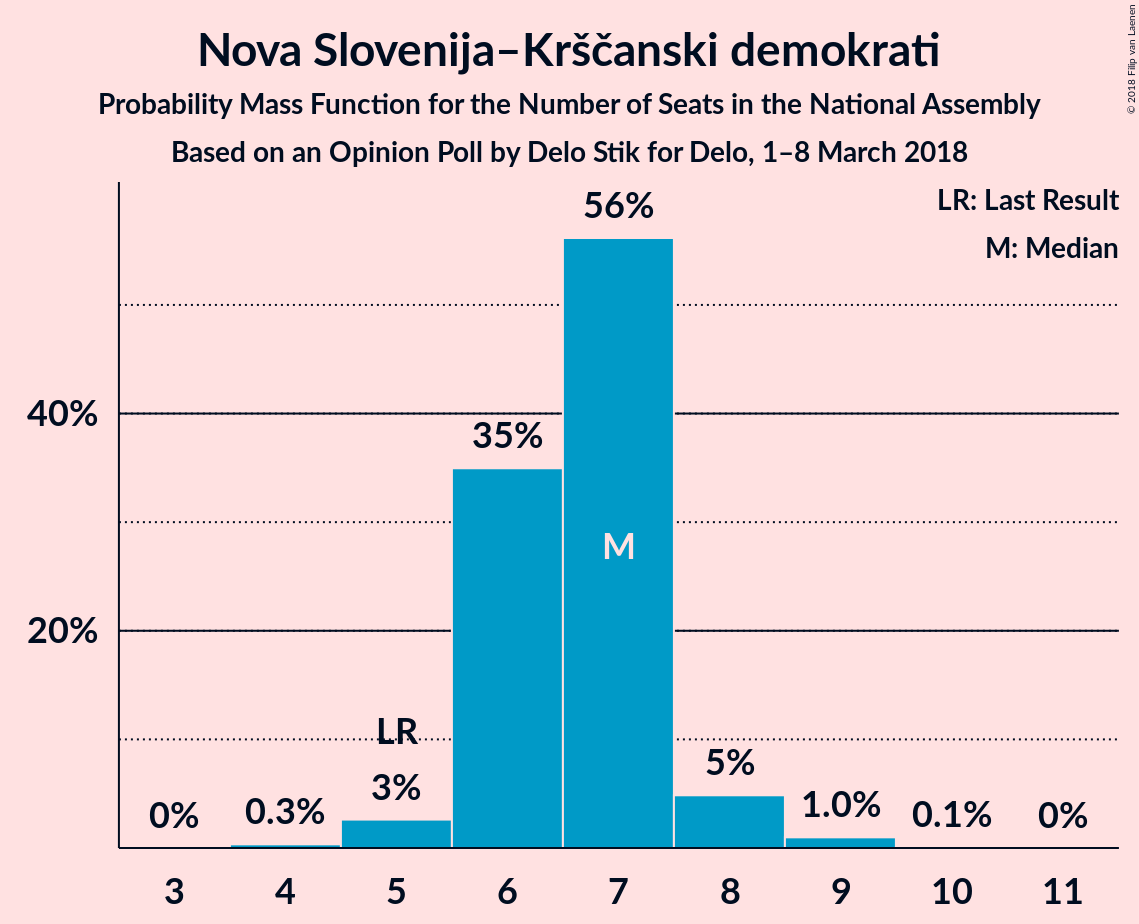 Nova Slovenija–Krščanski demokrati
Probability Mass Function for the Number of Seats in the National Assembly
Based on an Opinion Poll by Delo Stik for Delo, 1–8 March 2018
© 2018 Filip van Laenen
LR: Last Result
M: Median
56%
40%
35%
M
20%
LR
5%
3%
1.0%
0.3%
0.1%
0%
0%
3 4 5 6 7 8 9 10 11